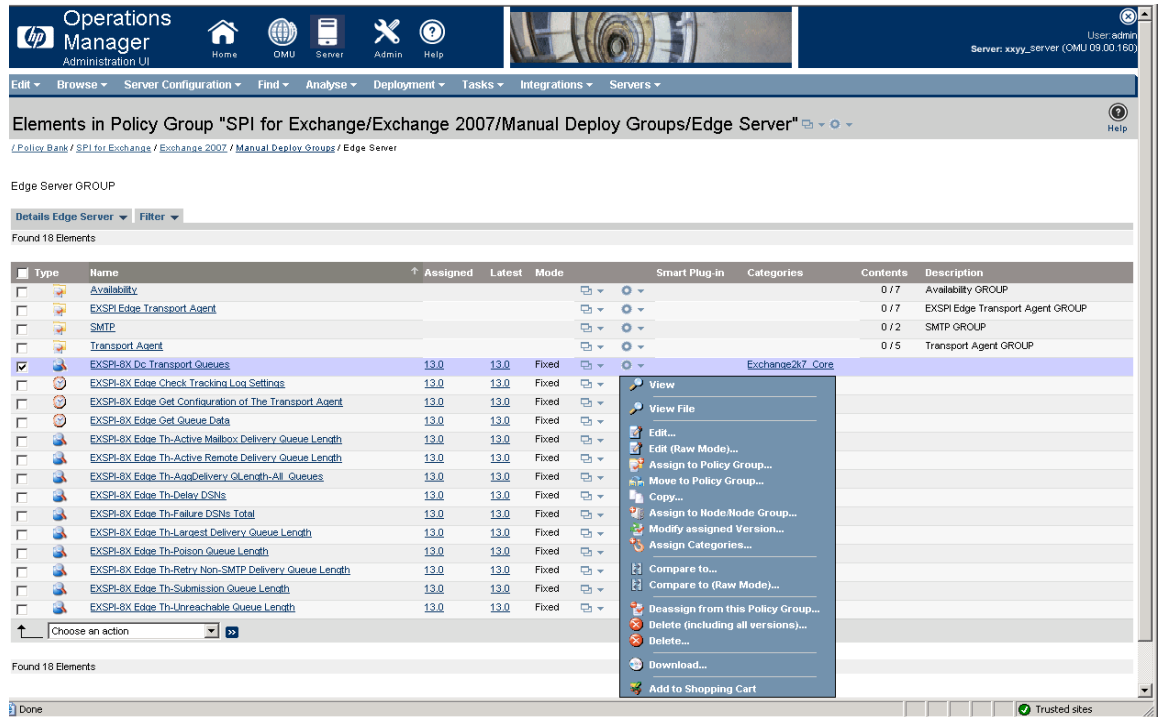 Operations
Manager
Administration UI
hp
Home
OMU
Server
Admin
Help
User:admin
Server: xxyy_server (OMU 09.00.160)
Edit Browse Server Configuration Find Analyse Deployment Tasks Integrations Servers
Elements in Policy Group "SPI for Exchange/Exchange 2007/Manual Deploy Groups/Edge Server"
Help
/ Policy Bank / SPI for Exchange / Exchange 2007 / Manual Deploy Groups / Edge Server
Edge Server GROUP
Details Edge Server Filter
Found 18 Elements
Type Name Assigned Latest Mode Smart Plug-in Categories Contents Description
Availability 0 / 7 Availability GROUP
EXSPI Edge Transport Agent 0 / 7 EXSPI Edge Transport Agent GROUP
SMTP 0 / 2 SMTP GROUP
Transport Agent 0 / 5 Transport Agent GROUP
EXSPI-8X Dc Transport Queues 13.0 13.0 Fixed Exchange2k7_Core
EXSPI-8X Edge Check Tracking Log Settings 13.0 13.0 Fixed
EXSPI-8X Edge Get Configuration of The Transport Agent 13.0 13.0 Fixed
EXSPI-8X Edge Get Queue Data 13.0 13.0 Fixed
EXSPI-8X Edge Th-Active Mailbox Delivery Queue Length 13.0 13.0 Fixed
EXSPI-8X Edge Th-Active Remote Delivery Queue Length 13.0 13.0 Fixed
EXSPI-8X Edge Th-AggDelivery QLength-All_Queues 13.0 13.0 Fixed
EXSPI-8X Edge Th-Delay DSNs 13.0 13.0 Fixed
EXSPI-8X Edge Th-Failure DSNs Total 13.0 13.0 Fixed
EXSPI-8X Edge Th-Largest Delivery Queue Length 13.0 13.0 Fixed
EXSPI-8X Edge Th-Poison Queue Length 13.0 13.0 Fixed
EXSPI-8X Edge Th-Retry Non-SMTP Delivery Queue Length 13.0 13.0 Fixed
EXSPI-8X Edge Th-Submission Queue Length 13.0 13.0 Fixed
EXSPI-8X Edge Th-Unreachable Queue Length 13.0 13.0 Fixed
View
View File
Edit...
Edit (Raw Mode)...
Assign to Policy Group...
Move to Policy Group...
Copy...
Assign to Node/Node Group...
Modify assigned Version...
Assign Categories...
Compare to...
Compare to (Raw Mode)...
Deassign from this Policy Group...
Delete (including all versions)...
Delete...
Download...
Add to Shopping Cart
Choose an action
Found 18 Elements
Done
Trusted sites